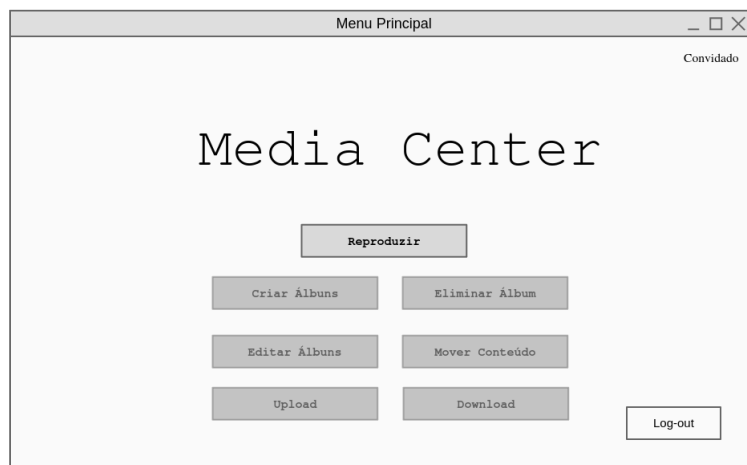 Menu Principal
Convidado
Media Center
Reproduzir
Criar Álbuns
Eliminar Álbum
Editar Álbuns
Mover Conteúdo
Upload
Download
Log-out